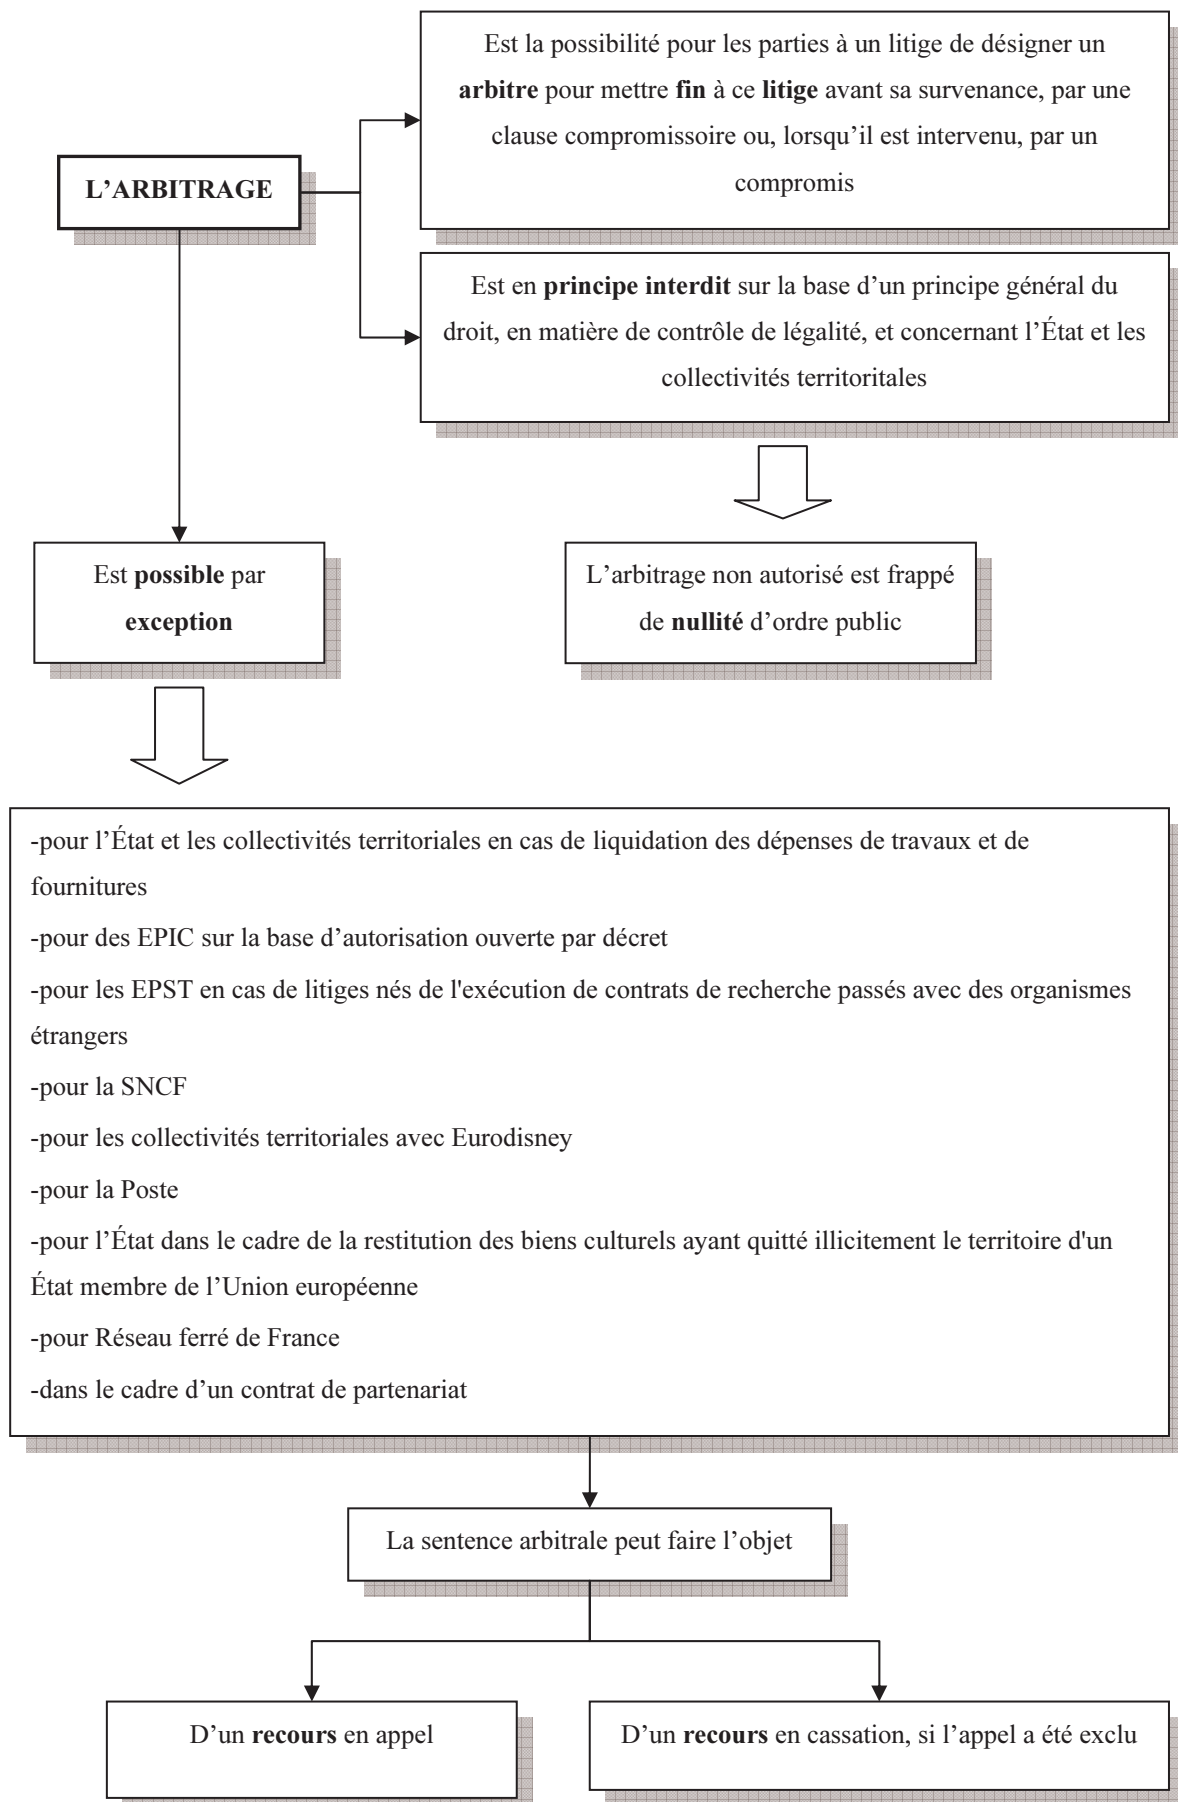 Est la possibilité pour les parties à un litige de désigner un
arbitre pour mettre fin à ce litige avant sa survenance, par une
clause compromissoire ou, lorsqu’il est intervenu, par un
compromis
L’ARBITRAGE
Est en principe interdit sur la base d’un principe général du
droit, en matière de contrôle de légalité, et concernant l’État et les
collectivités territoritales
Est possible par
exception
L’arbitrage non autorisé est frappé
de nullité d’ordre public
-pour l’État et les collectivités territoriales en cas de liquidation des dépenses de travaux et de
fournitures
-pour des EPIC sur la base d’autorisation ouverte par décret
-pour les EPST en cas de litiges nés de l'exécution de contrats de recherche passés avec des organismes
étrangers
-pour la SNCF
-pour les collectivités territoriales avec Eurodisney
-pour la Poste
-pour l’État dans le cadre de la restitution des biens culturels ayant quitté illicitement le territoire d'un
État membre de l’Union européenne
-pour Réseau ferré de France
-dans le cadre d’un contrat de partenariat
La sentence arbitrale peut faire l’objet
D’un recours en appel
D’un recours en cassation, si l’appel a été exclu